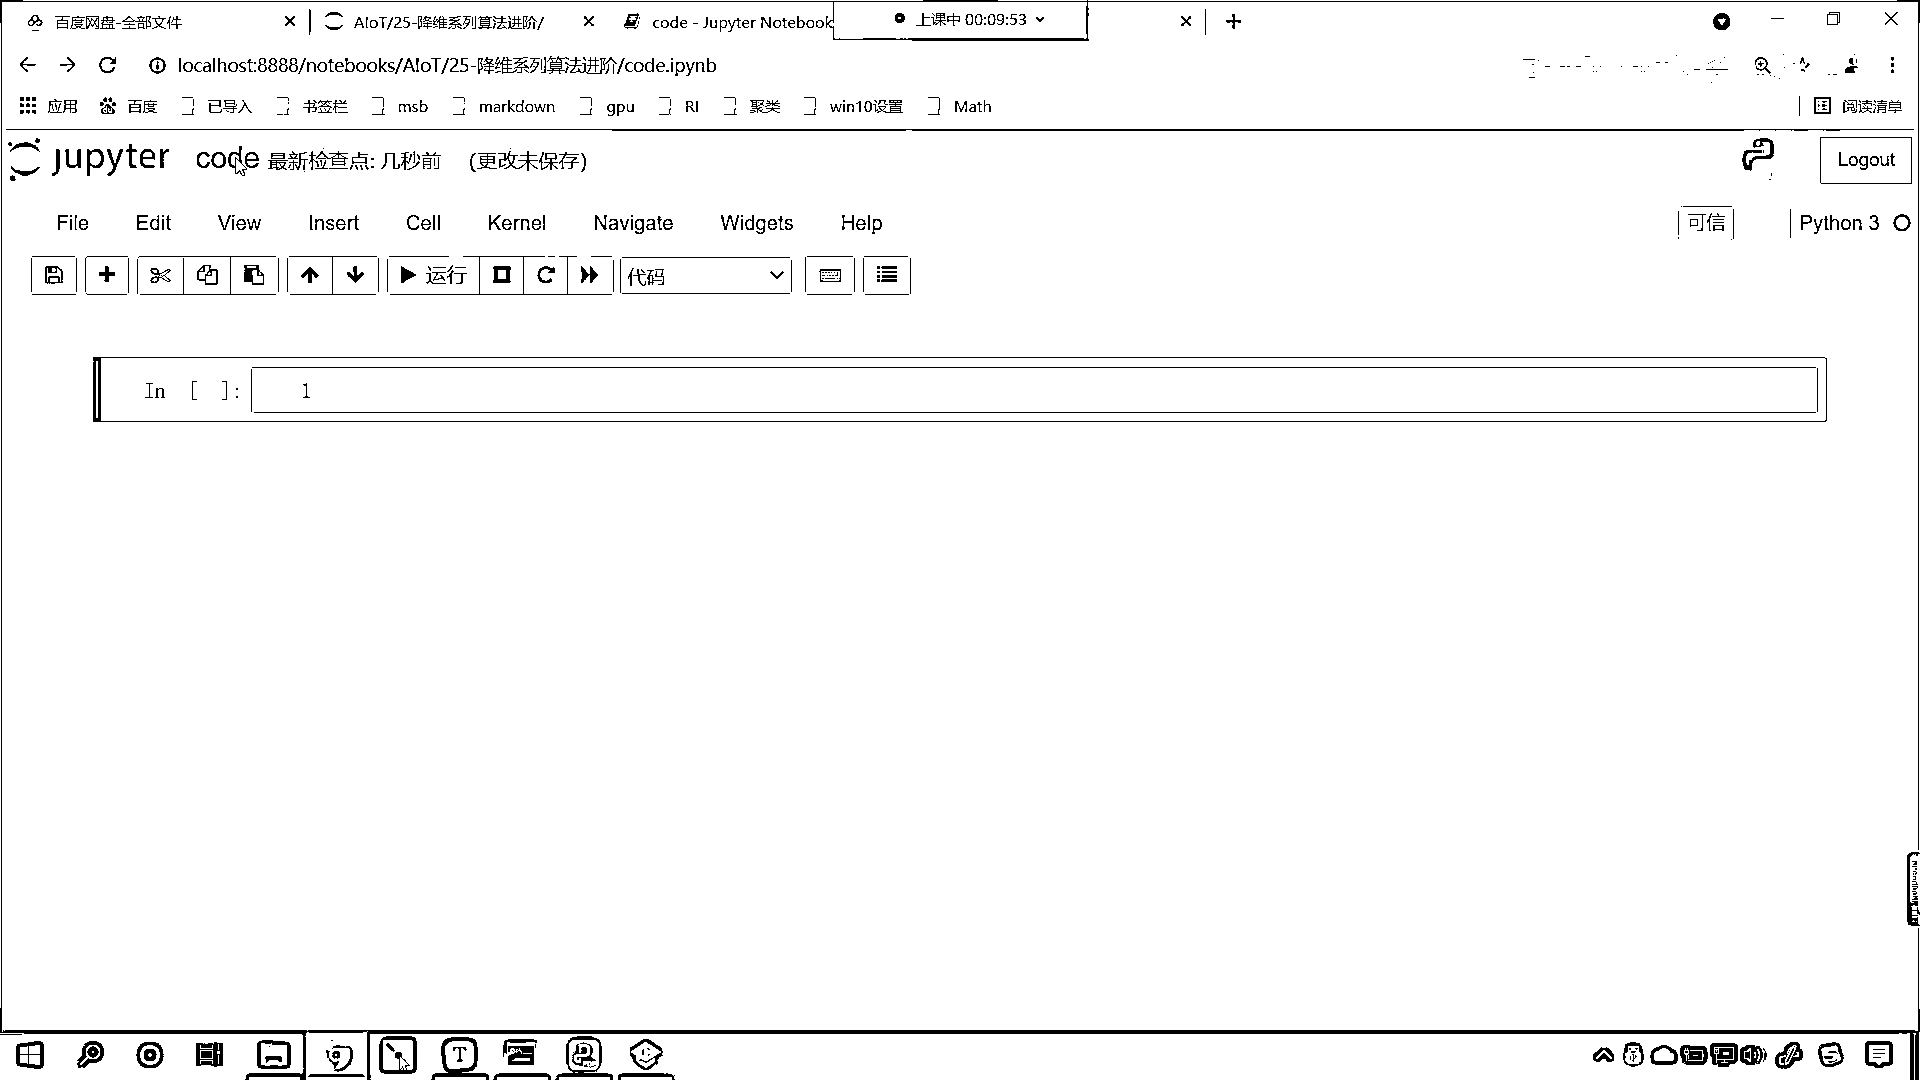 百度网盘-全部文件 AIoT/25-降维系列算法进阶/ code - Jupyter Notebook 上课中 00:09:53
localhost:8888/notebooks/AIoT/25-降维系列算法进阶/code.ipynb
应用 百度 已导入 书签栏 msb markdown gpu RI 聚类 win10设置 Math 阅读清单
jupyter code 最新检查点: 几秒前 (更改未保存) Logout
File Edit View Insert Cell Kernel Navigate Widgets Help 可信 Python 3
运行 代码
In [ ]: 1